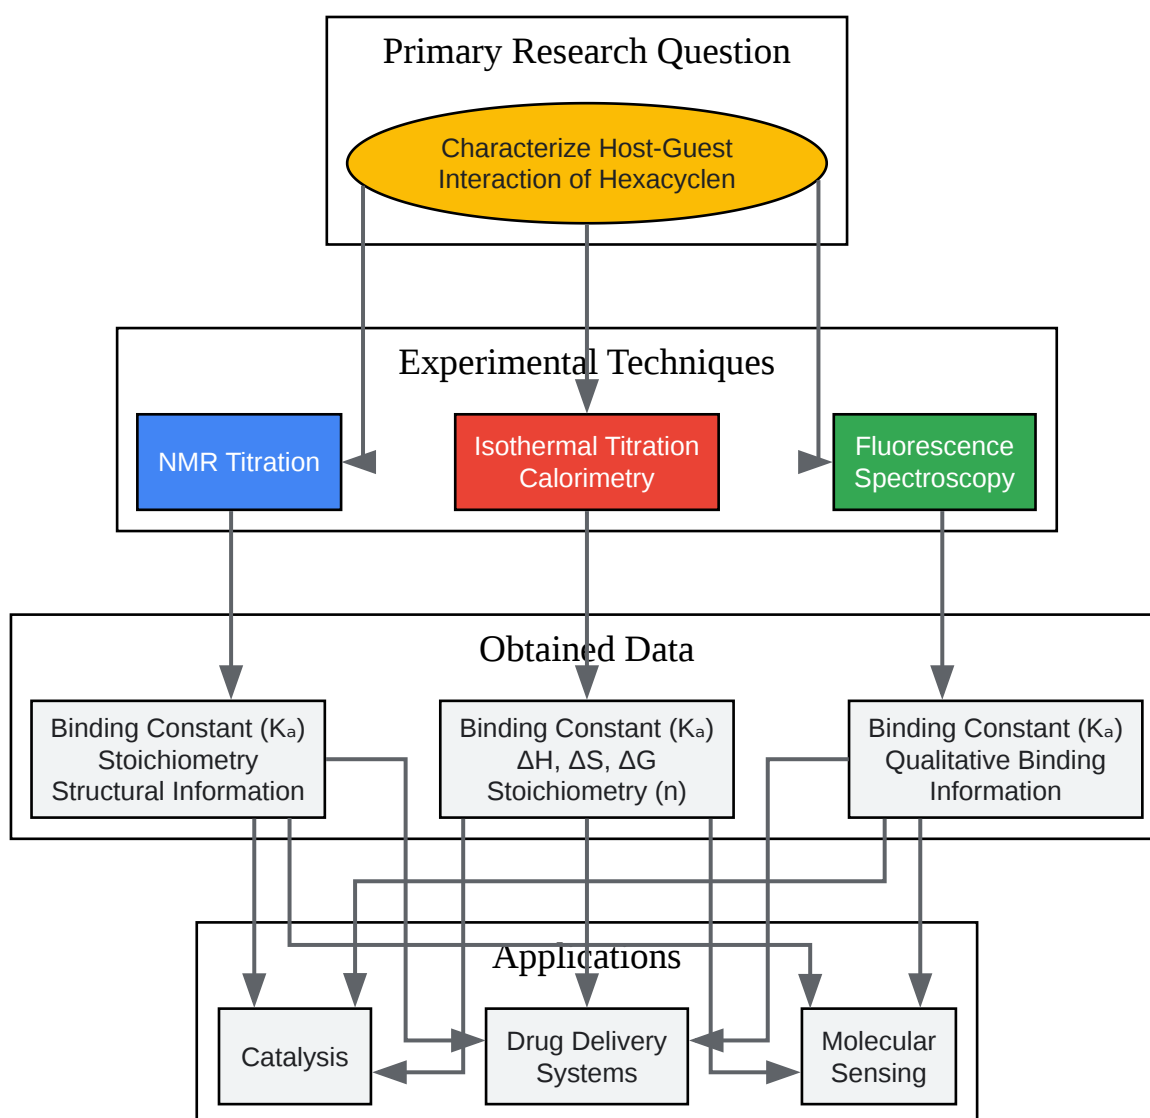 Primary Research Question
Characterize Host-Guest
Interaction of Hexacyclen
Experimental Techniques
NMR Titration
Isothermal Titration
Calorimetry
Fluorescence
Spectroscopy
Obtained Data
Binding Constant (Kₐ)
Stoichiometry
Structural Information
Binding Constant (Kₐ)
ΔH, ΔS, ΔG
Stoichiometry (n)
Binding Constant (Kₐ)
Qualitative Binding
Information
Applications
Catalysis
Drug Delivery
Systems
Molecular
Sensing